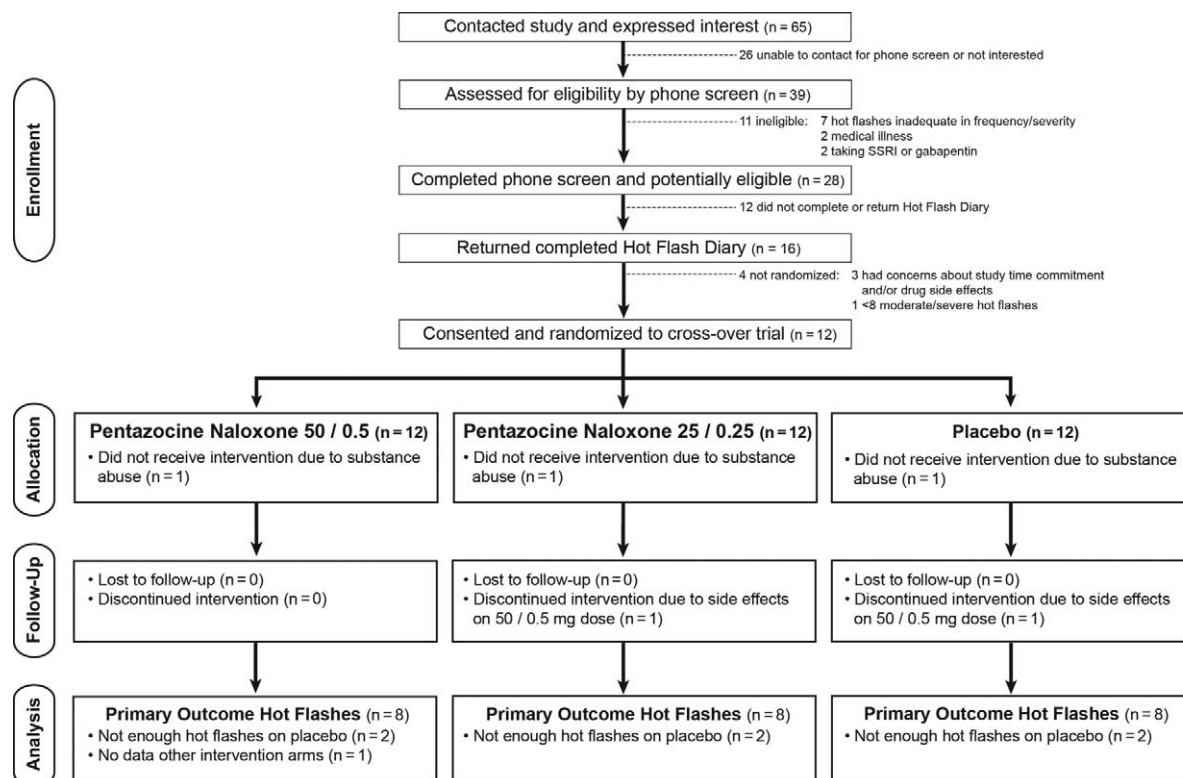 Contacted study and expressed interest (n = 65)
26 unable to contact for phone screen or not interested
Enrollment
Assessed for eligibility by phone screen (n = 39)
11 ineligible: 7 hot flashes inadequate in frequency/severity
2 medical illness
2 taking SSRI or gabapentin
Completed phone screen and potentially eligible (n = 28)
12 did not complete or return Hot Flash Diary
Returned completed Hot Flash Diary (n = 16)
4 not randomized: 3 had concerns about study time commitment
and/or drug side effects
1 <8 moderate/severe hot flashes
Consented and randomized to cross-over trial (n = 12)
Allocation
Pentazocine Naloxone 50 / 0.5 (n = 12)
• Did not receive intervention due to substance
abuse (n = 1)
Pentazocine Naloxone 25 / 0.25 (n = 12)
• Did not receive intervention due to substance
abuse (n = 1)
Placebo (n = 12)
• Did not receive intervention due to substance
abuse (n = 1)
Follow-Up
• Lost to follow-up (n = 0)
• Discontinued intervention (n = 0)
• Lost to follow-up (n = 0)
• Discontinued intervention due to side effects
on 50 / 0.5 mg dose (n = 1)
• Lost to follow-up (n = 0)
• Discontinued intervention due to side effects
on 50 / 0.5 mg dose (n = 1)
Analysis
Primary Outcome Hot Flashes (n = 8)
• Not enough hot flashes on placebo (n = 2)
• No data other intervention arms (n = 1)
Primary Outcome Hot Flashes (n = 8)
• Not enough hot flashes on placebo (n = 2)
Primary Outcome Hot Flashes (n = 8)
• Not enough hot flashes on placebo (n = 2)